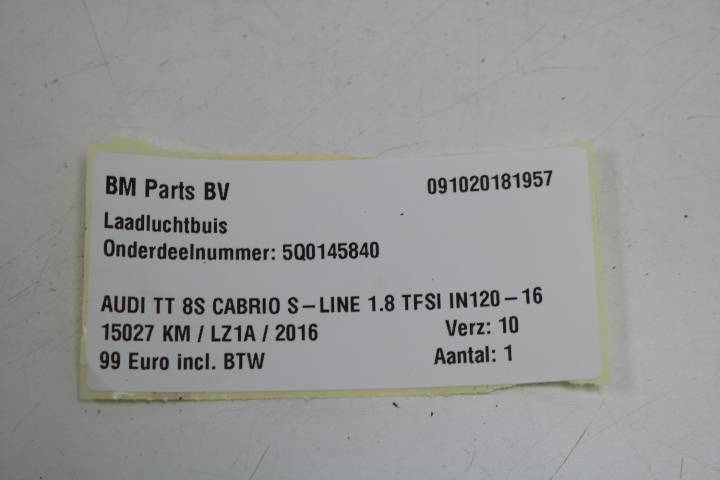 BM Parts BV 091020181957
Laadluchtbuis
Onderdeelnummer: 5Q0145840
AUDI TT 8S CABRIO S-LINE 1.8 TFSI IN120-16
15027 KM / LZ1A / 2016 Verz: 10
99 Euro incl. BTW Aantal: 1